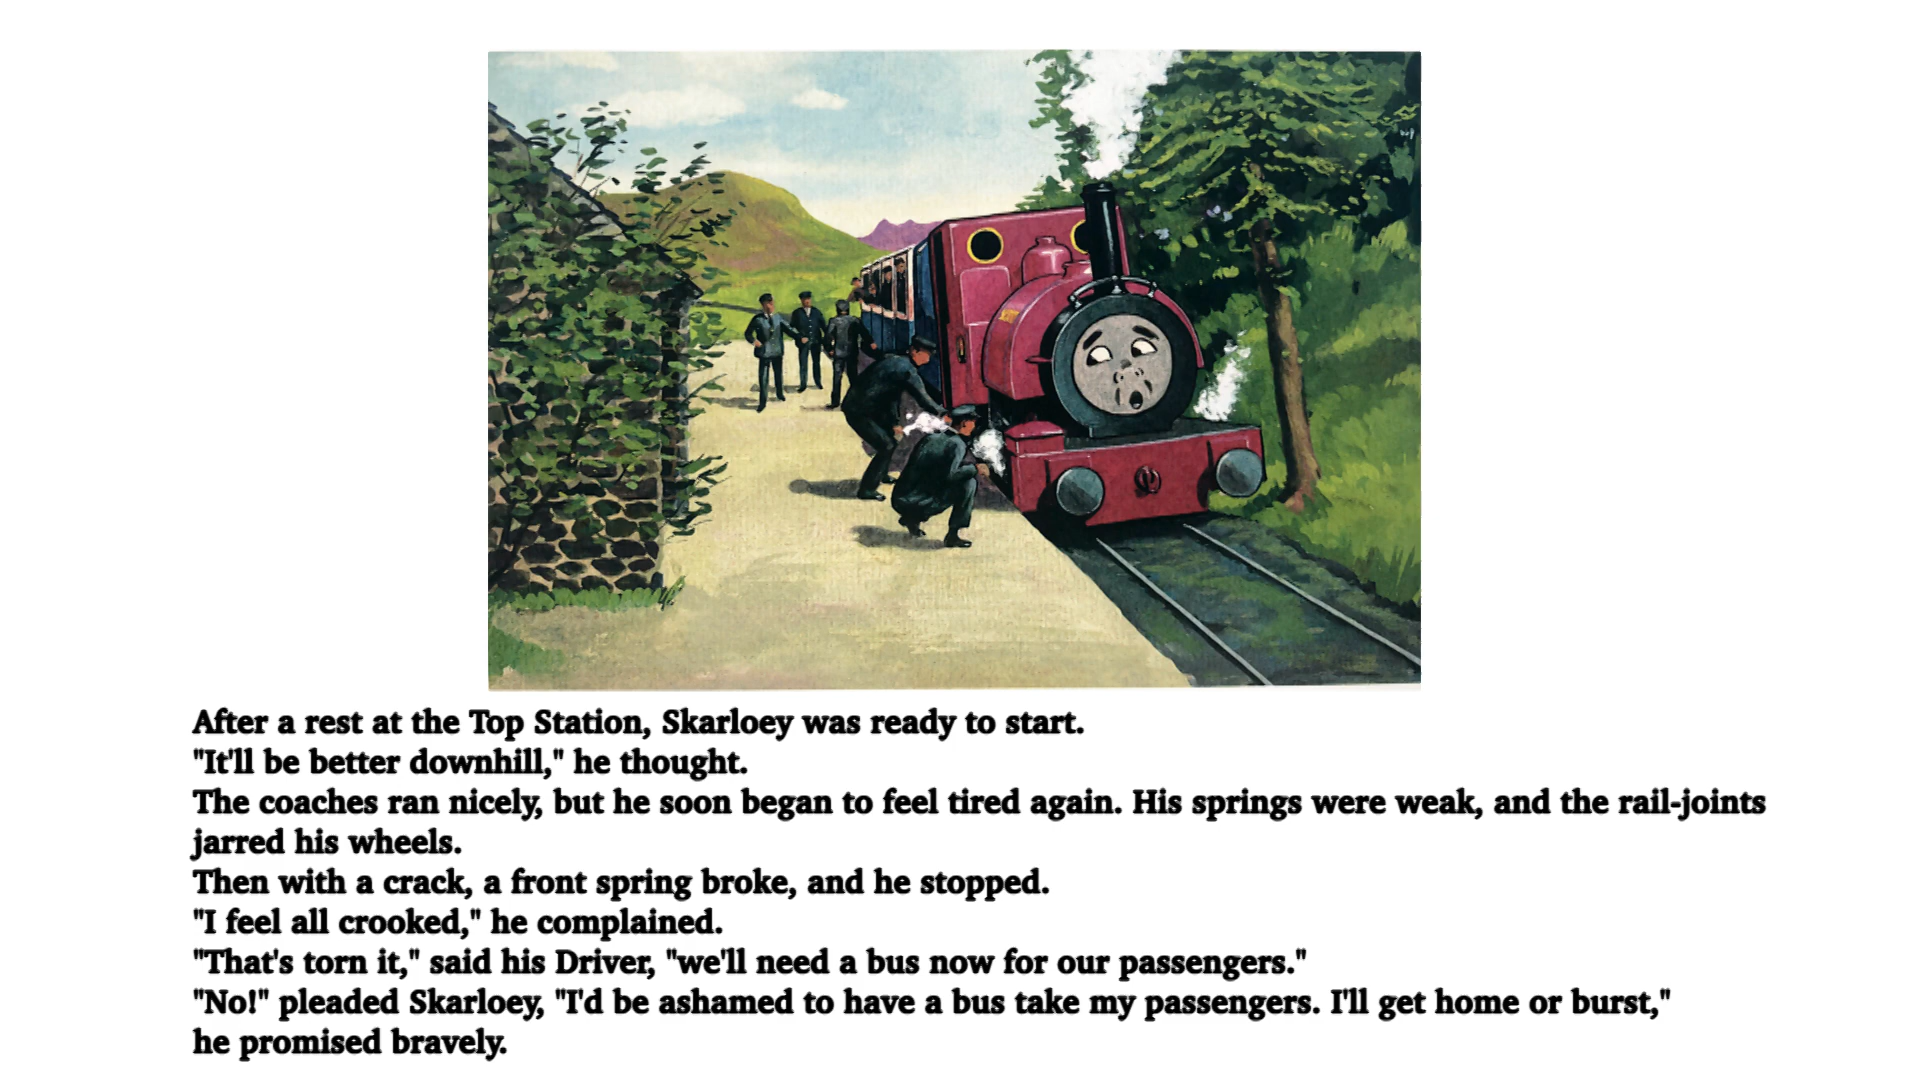 After a rest at the Top Station, Skarloey was ready to start.
"It'll be better downhill," he thought.
The coaches ran nicely, but he soon began to feel tired again. His springs were weak, and the rail-joints
jarred his wheels.
Then with a crack, a front spring broke, and he stopped.
"I feel all crooked," he complained.
"That's torn it," said his Driver, "we'll need a bus now for our passengers."
"No!" pleaded Skarloey, "I'd be ashamed to have a bus take my passengers. I'll get home or burst,"
he promised bravely.